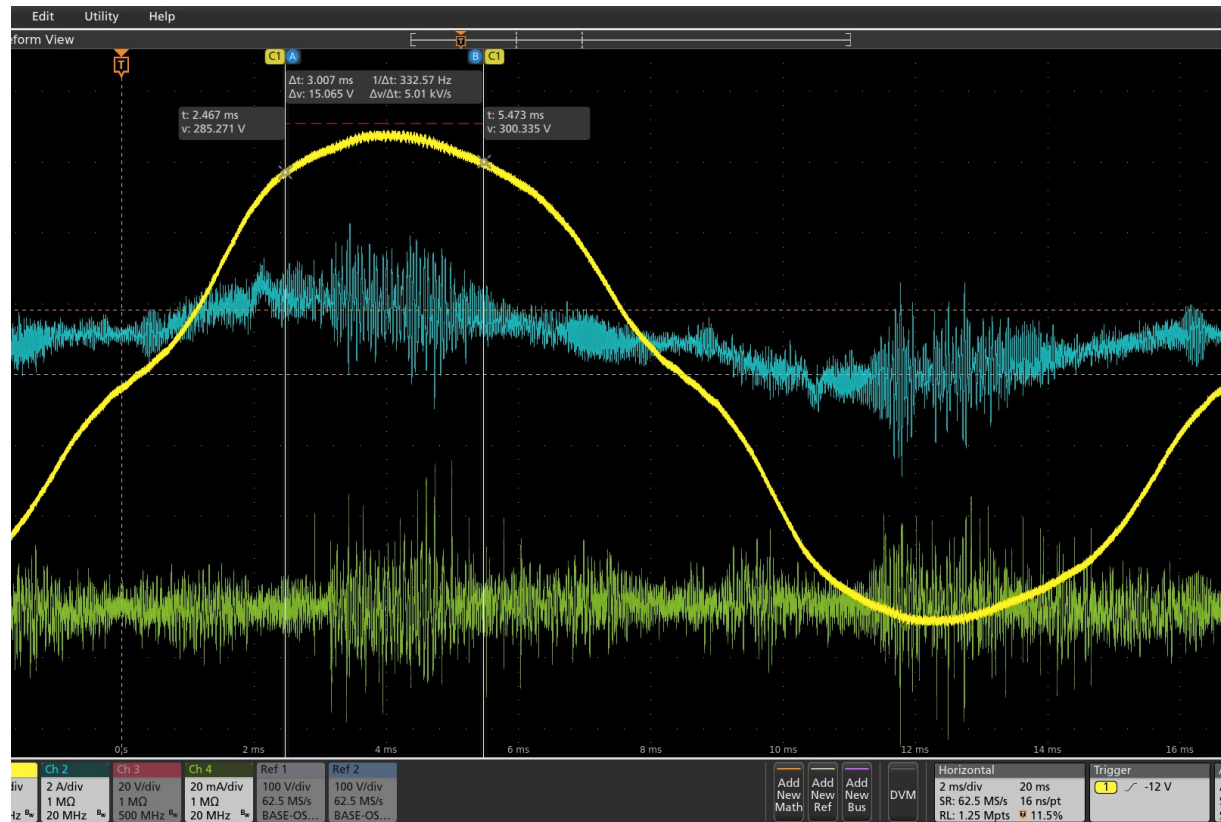 Edit Utility Help
eform View
T
T
C1 A
B C1
Δt: 3.007 ms 1/Δt: 332.57 Hz
Δv: 15.065 V Δv/Δt: 5.01 kV/s
t: 2.467 ms
v: 285.271 V
t: 5.473 ms
v: 300.335 V
0 s 2 ms 4 ms 6 ms 8 ms 10 ms 12 ms 14 ms 16 ms
div
Hz Bw
Ch 2
2 A/div
1 MΩ
20 MHz Bw
Ch 3
20 V/div
1 MΩ
500 MHz Bw
Ch 4
20 mA/div
1 MΩ
20 MHz Bw
Ref 1
100 V/div
62.5 MS/s
BASE-OS...
Ref 2
100 V/div
62.5 MS/s
BASE-OS...
Add
New
Math
Add
New
Ref
Add
New
Bus
DVM
Horizontal
2 ms/div 20 ms
SR: 62.5 MS/s 16 ns/pt
RL: 1.25 Mpts 11.5%
Trigger
1 -12 V